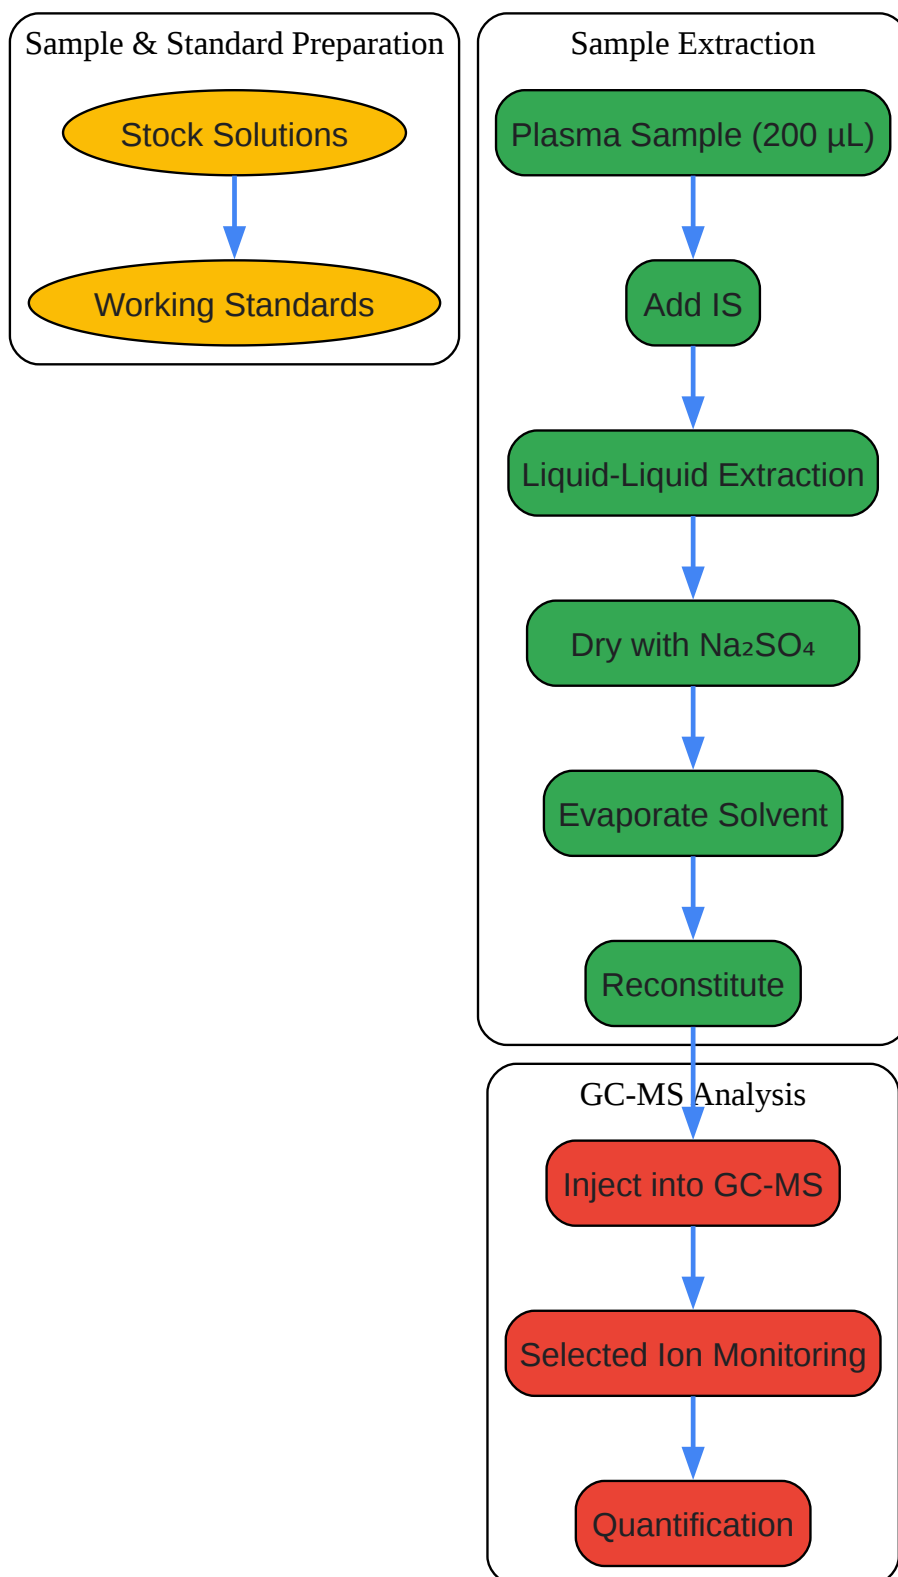 Sample & Standard Preparation
Stock Solutions
Working Standards
Sample Extraction
Plasma Sample (200 µL)
Add IS
Liquid-Liquid Extraction
Dry with Na₂SO₄
Evaporate Solvent
Reconstitute
GC-MS Analysis
Inject into GC-MS
Selected Ion Monitoring
Quantification